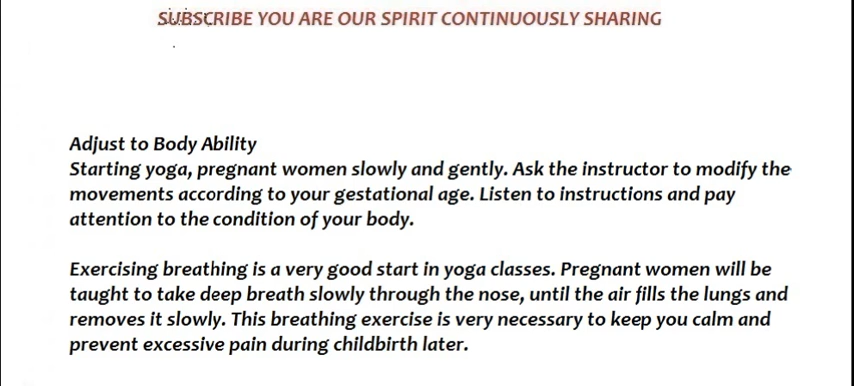 SUBSCRIBE YOU ARE OUR SPIRIT CONTINUOUSLY SHARING
Adjust to Body Ability
Starting yoga, pregnant women slowly and gently. Ask the instructor to modify the
movements according to your gestational age. Listen to instructions and pay
attention to the condition of your body.
Exercising breathing is a very good start in yoga classes. Pregnant women will be
taught to take deep breath slowly through the nose, until the air fills the lungs and
removes it slowly. This breathing exercise is very necessary to keep you calm and
prevent excessive pain during childbirth later.